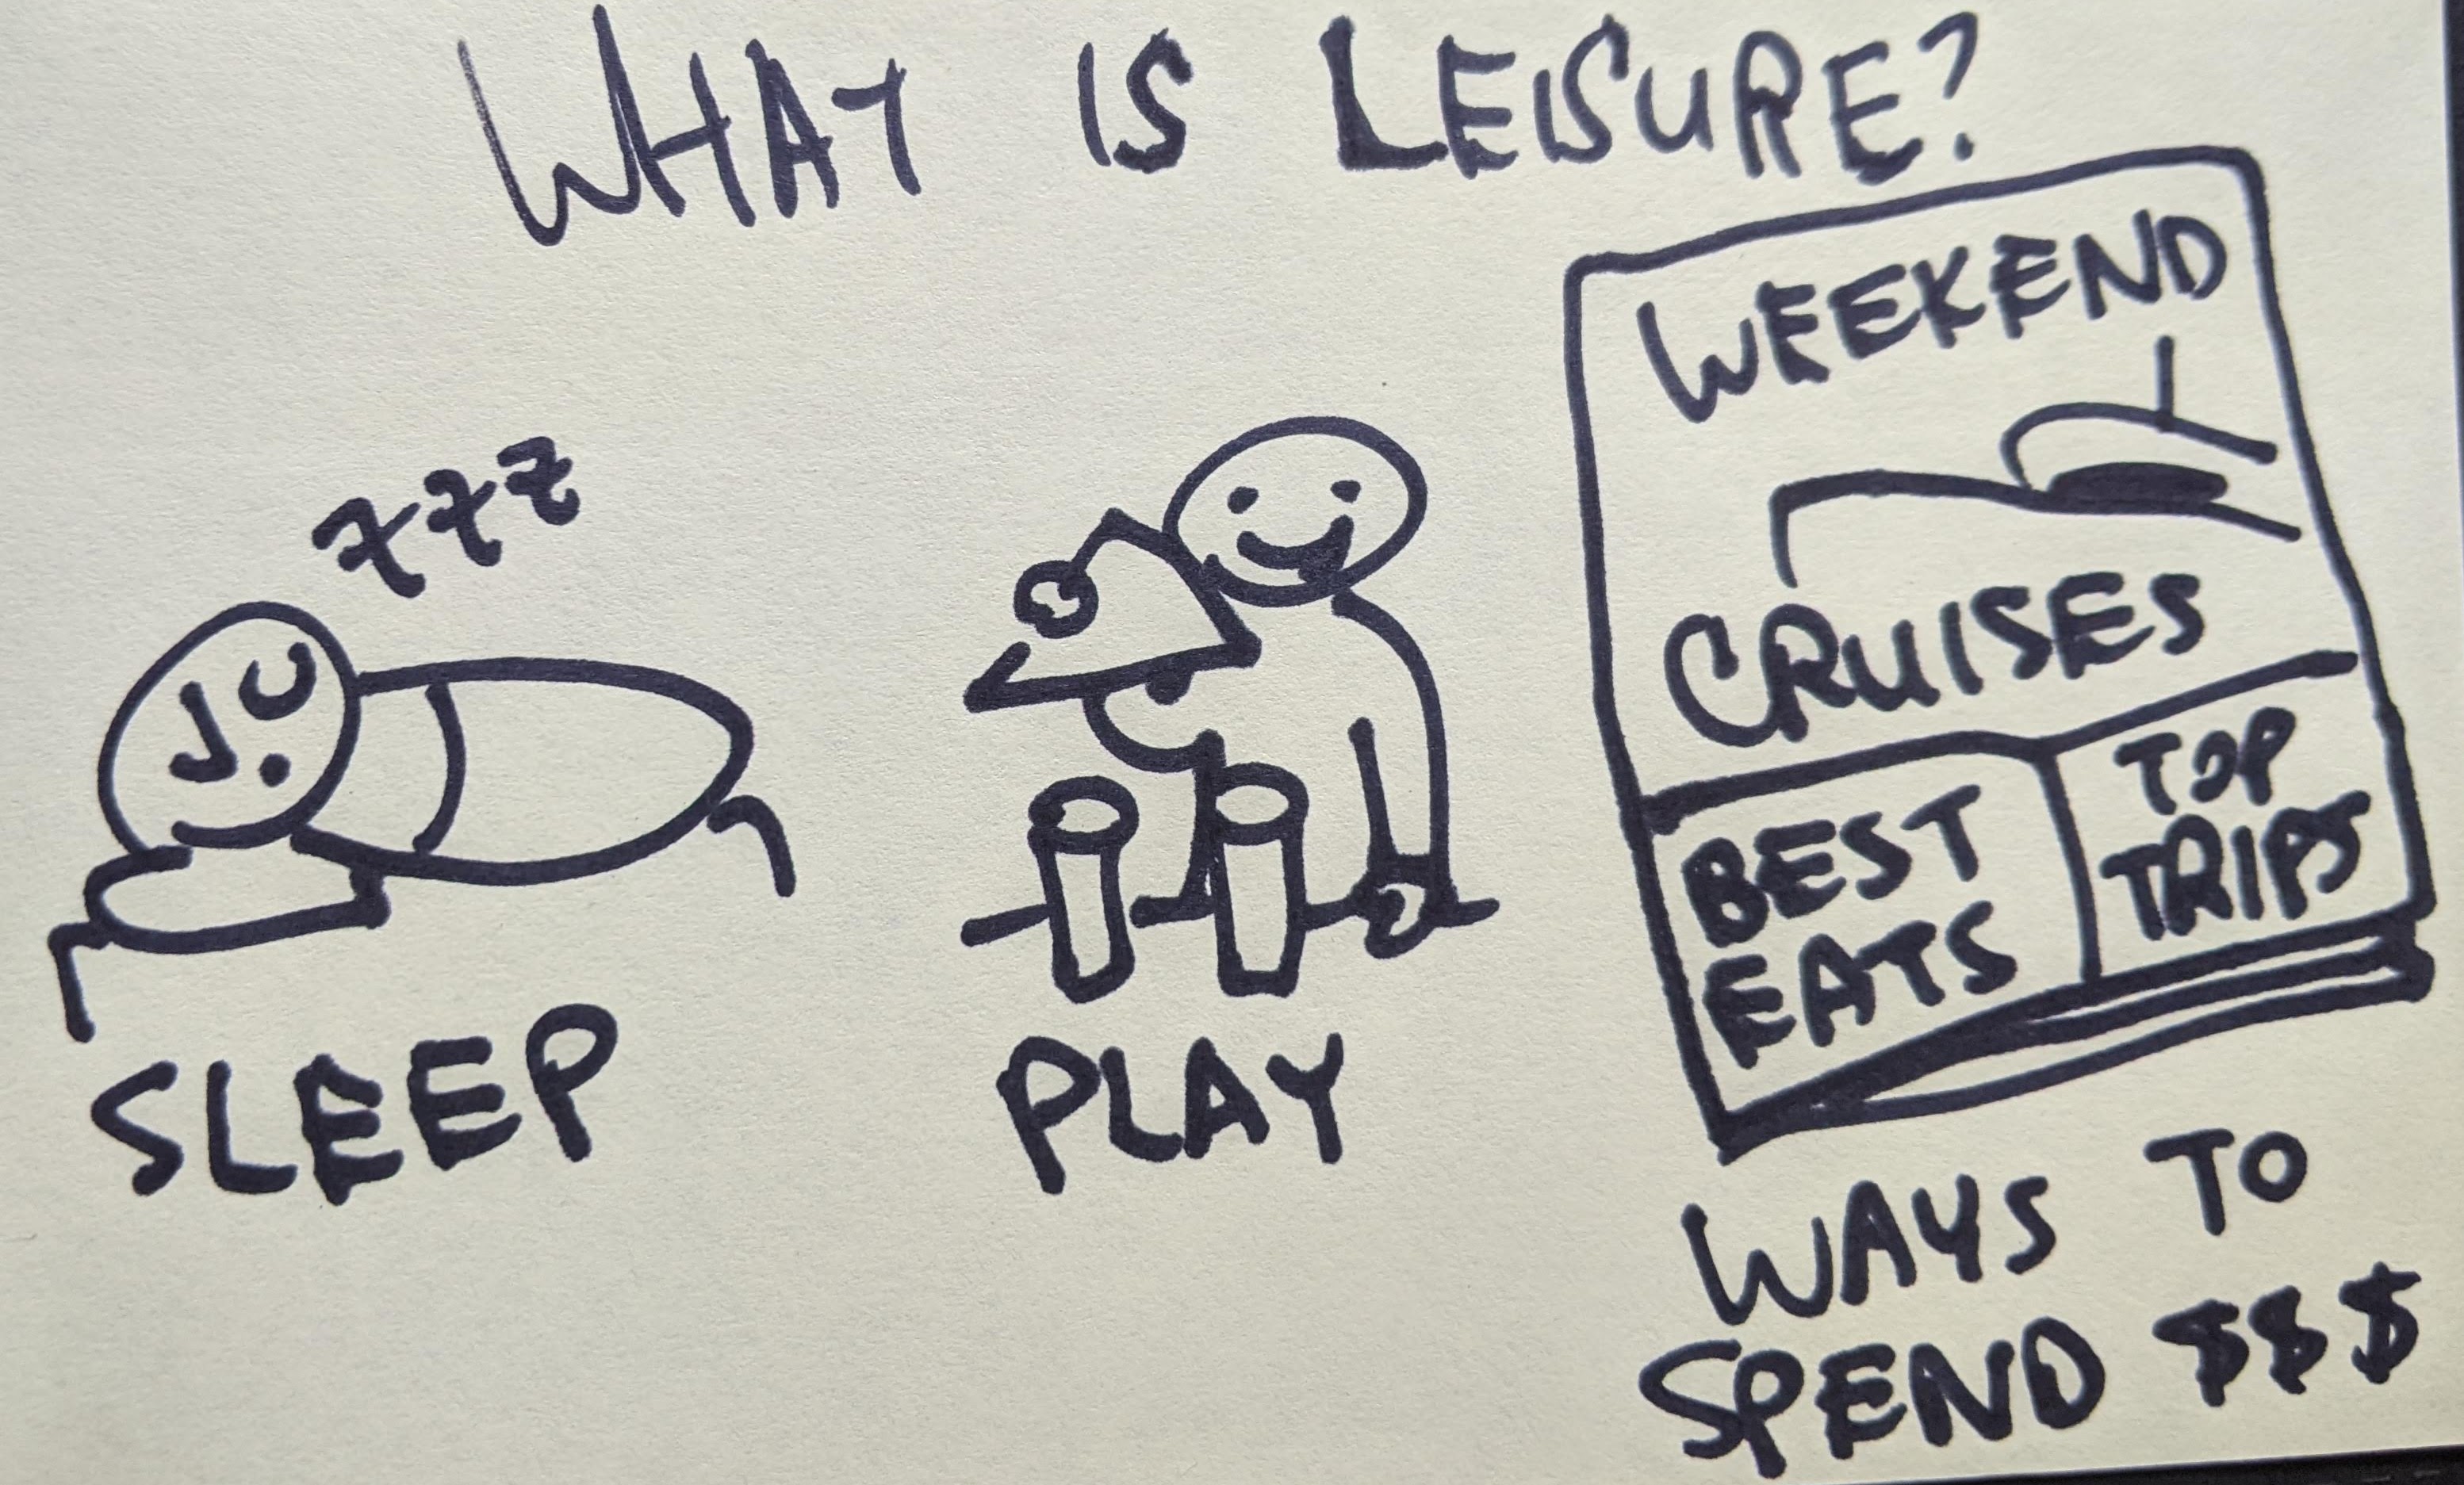 WHAT IS LEISURE?
zzz
SLEEP
PLAY
WEEKEND
CRUISES
BEST
EATS
TOP
TRIPS
WAYS TO
SPEND $$$